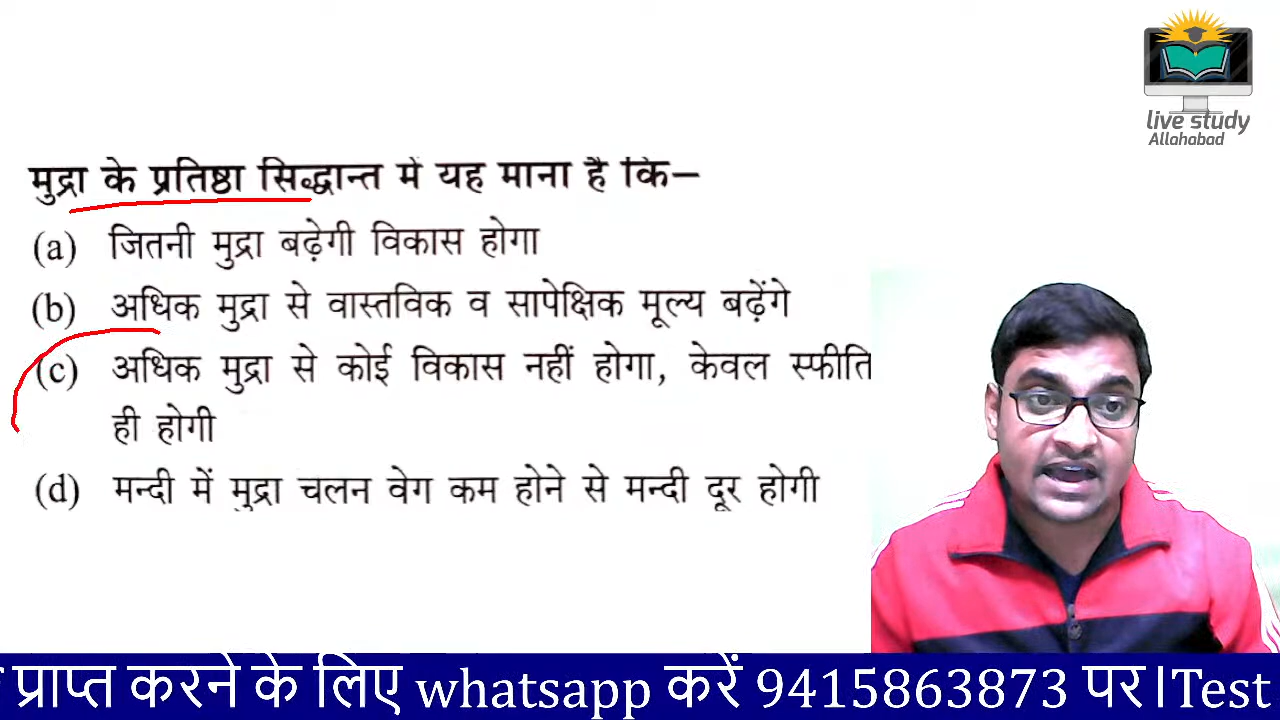 live study
Allahabad
मुद्रा के प्रतिष्ठा सिद्धान्त में यह माना है कि–
(a) जितनी मुद्रा बढ़ेगी विकास होगा
(b) अधिक मुद्रा से वास्तविक व सापेक्षिक मूल्य बढ़ेंगे
(c) अधिक मुद्रा से कोई विकास नहीं होगा, केवल स्फीति
ही होगी
(d) मन्दी में मुद्रा चलन वेग कम होने से मन्दी दूर होगी
प्राप्त करने के लिए whatsapp करें 9415863873 पर।Test